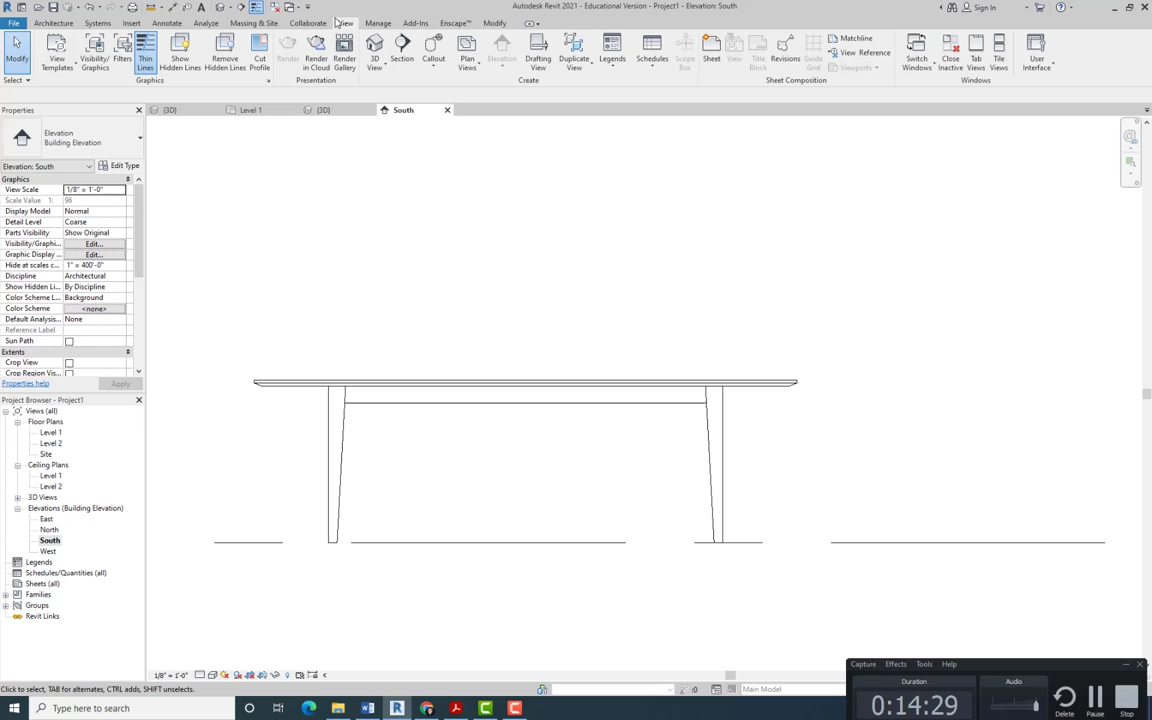 Autodesk Revit 2021 - Educational Version - Project1 - Elevation: South
Sign In
File Architecture Systems Insert Annotate Analyze Massing & Site Collaborate View Manage Add-Ins Enscape™ Modify
Modify
View Templates
Visibility/ Graphics
Filters
Thin Lines
Show Hidden Lines
Remove Hidden Lines
Cut Profile
Render
Render in Cloud
Render Gallery
3D View
Section
Callout
Plan Views
Elevation
Drafting View
Duplicate View
Legends
Schedules
Scope Box
Sheet
View
Title Block
Revisions
Guide Grid
Matchline
View Reference
Viewports
Switch Windows
Close Inactive
Tab Views
Tile Views
User Interface
Select Graphics Presentation Create Sheet Composition Windows
Properties
(3D) Level 1 (3D) South
Elevation
Building Elevation
Elevation: South Edit Type
Graphics
View Scale 1/8" = 1'-0"
Scale Value 1: 96
Display Model Normal
Detail Level Coarse
Parts Visibility Show Original
Visibility/Graphi... Edit...
Graphic Display ... Edit...
Hide at scales c... 1" = 400'-0"
Discipline Architectural
Show Hidden Li... By Discipline
Color Scheme L... Background
Color Scheme <none>
Default Analysis... None
Reference Label
Sun Path
Extents
Crop View
Crop Region Vi...
Properties help Apply
Project Browser - Project1
Views (all)
Floor Plans
Level 1
Level 2
Site
Ceiling Plans
Level 1
Level 2
3D Views
Elevations (Building Elevation)
East
North
South
West
Legends
Schedules/Quantities (all)
Sheets (all)
Families
Groups
Revit Links
1/8" = 1'-0"
Click to select, TAB for alternates, CTRL adds, SHIFT unselects.
:0
Main Model
Capture Effects Tools Help
Duration Audio
0:14:29
Delete Pause Stop
Type here to search